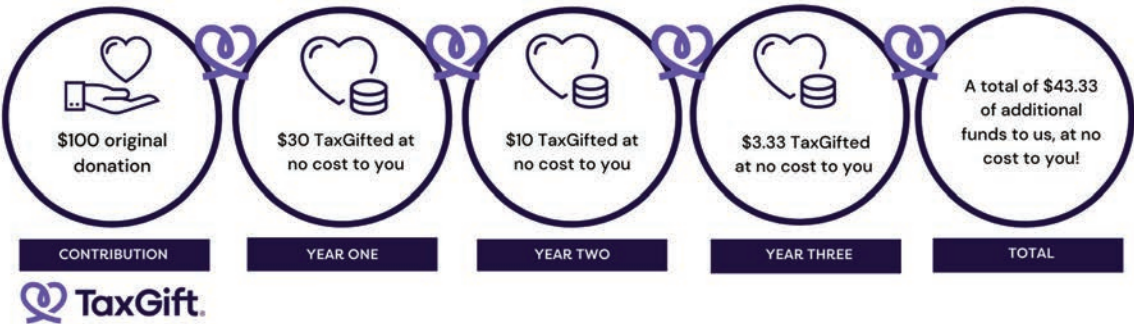 $100 original
donation
$30 TaxGifted at
no cost to you
$10 TaxGifted at
no cost to you
$3.33 TaxGifted
at no cost to you
A total of $43.33
of additional
funds to us, at no
cost to you!
CONTRIBUTION
YEAR ONE
YEAR TWO
YEAR THREE
TOTAL
TaxGift.